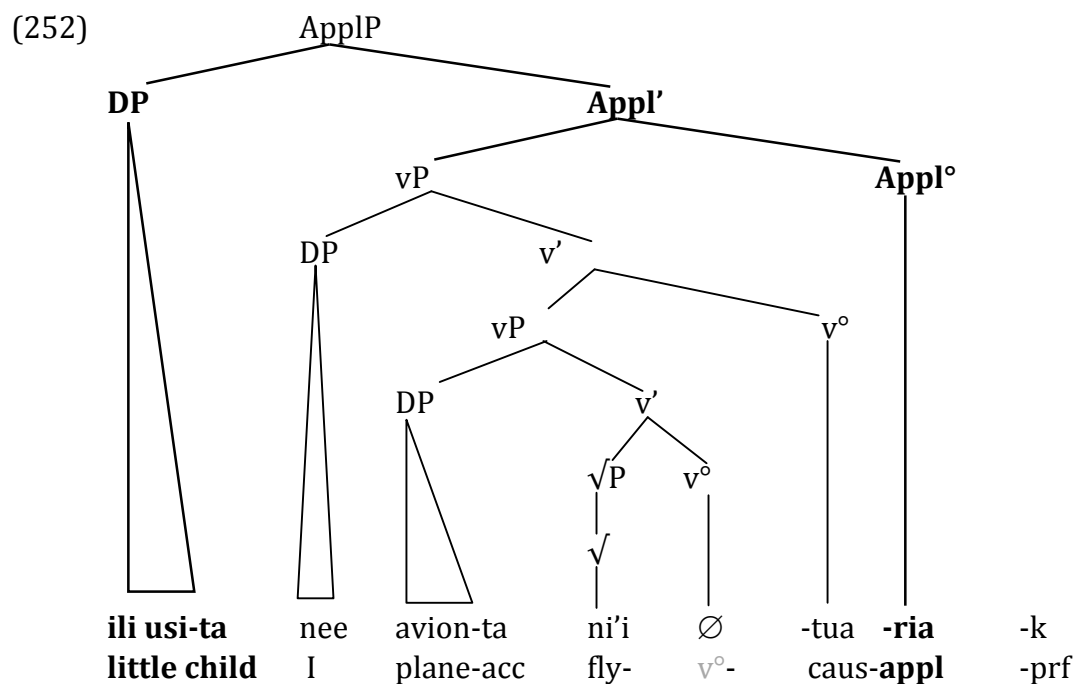 (252) ApplP
DP Appl’
vP Appl°
DP v’
vP v°
DP v’
√P v°
√
ili usi-ta nee avion-ta ni’i ∅ -tua -ria -k
little child I plane-acc fly- v°- caus-appl -prf